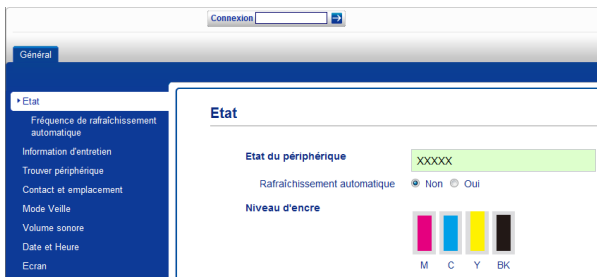 Connexion
Général
Etat
Fréquence de rafraîchissement
automatique
Information d'entretien
Trouver périphérique
Contact et emplacement
Mode Veille
Volume sonore
Date et Heure
Ecran
Etat
Etat du périphérique XXXXX
Rafraîchissement automatique Non Oui
Niveau d'encre
M C Y BK